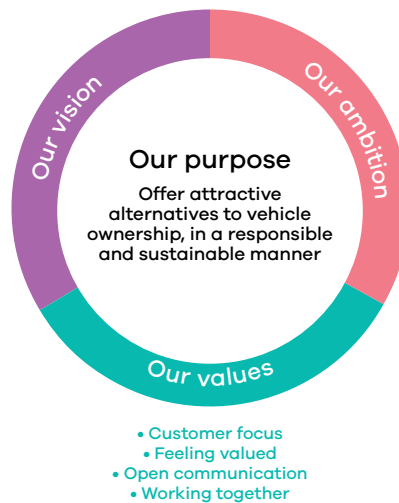 Our vision
Our ambition
Our purpose
Offer attractive
alternatives to vehicle
ownership, in a responsible
and sustainable manner
Our values
• Customer focus
• Feeling valued
• Open communication
• Working together